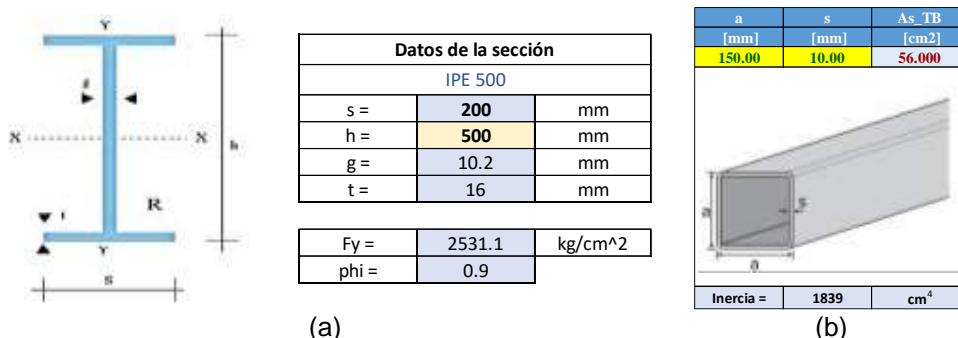 Y
g
X
X
h
R
t
Y
S
Datos de la sección
IPE 500
s = 200 mm
h = 500 mm
g = 10.2 mm
t = 16 mm
Fy = 2531.1 kg/cm^2
phi = 0.9
(a)
a s As_TB
[mm] [mm] [cm2]
150.00 10.00 56.000
a
s
a
Inercia = 1839 cm⁴
(b)